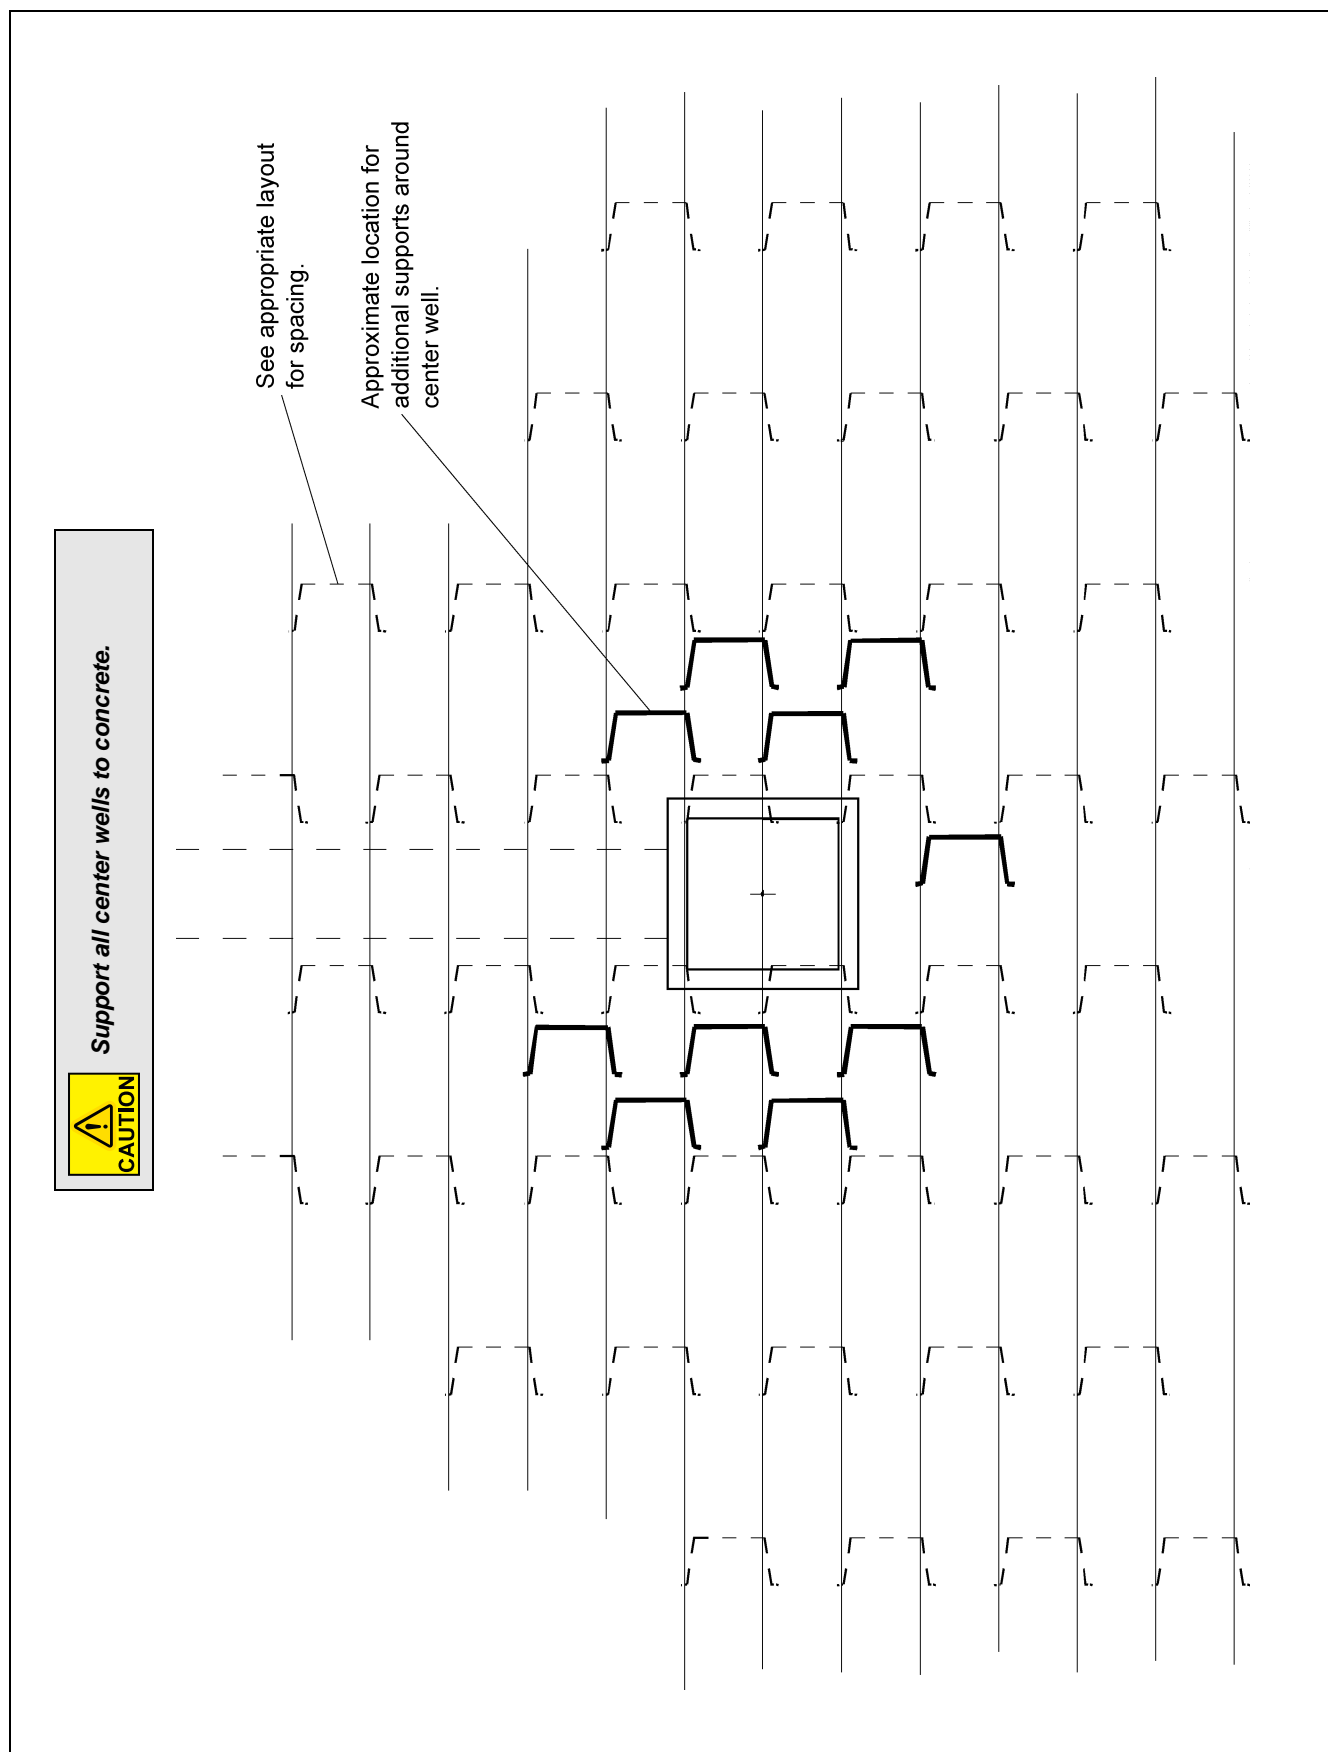 CAUTION
Support all center wells to concrete.
See appropriate layout
for spacing.
Approximate location for
additional supports around
center well.